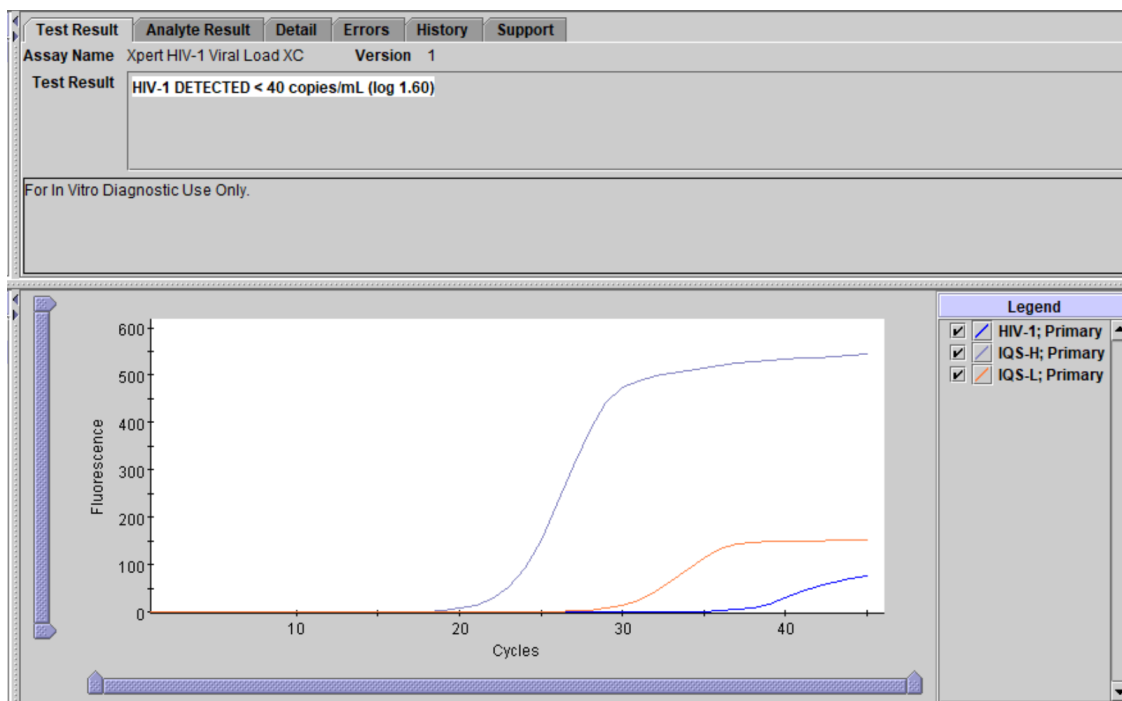 Test Result Analyte Result Detail Errors History Support
Assay Name Xpert HIV-1 Viral Load XC Version 1
Test Result HIV-1 DETECTED < 40 copies/mL (log 1.60)
For In Vitro Diagnostic Use Only.
Legend
HIV-1; Primary
IQS-H; Primary
IQS-L; Primary
600
500
400
300
200
100
0
Fluorescence
10 20 30 40
Cycles